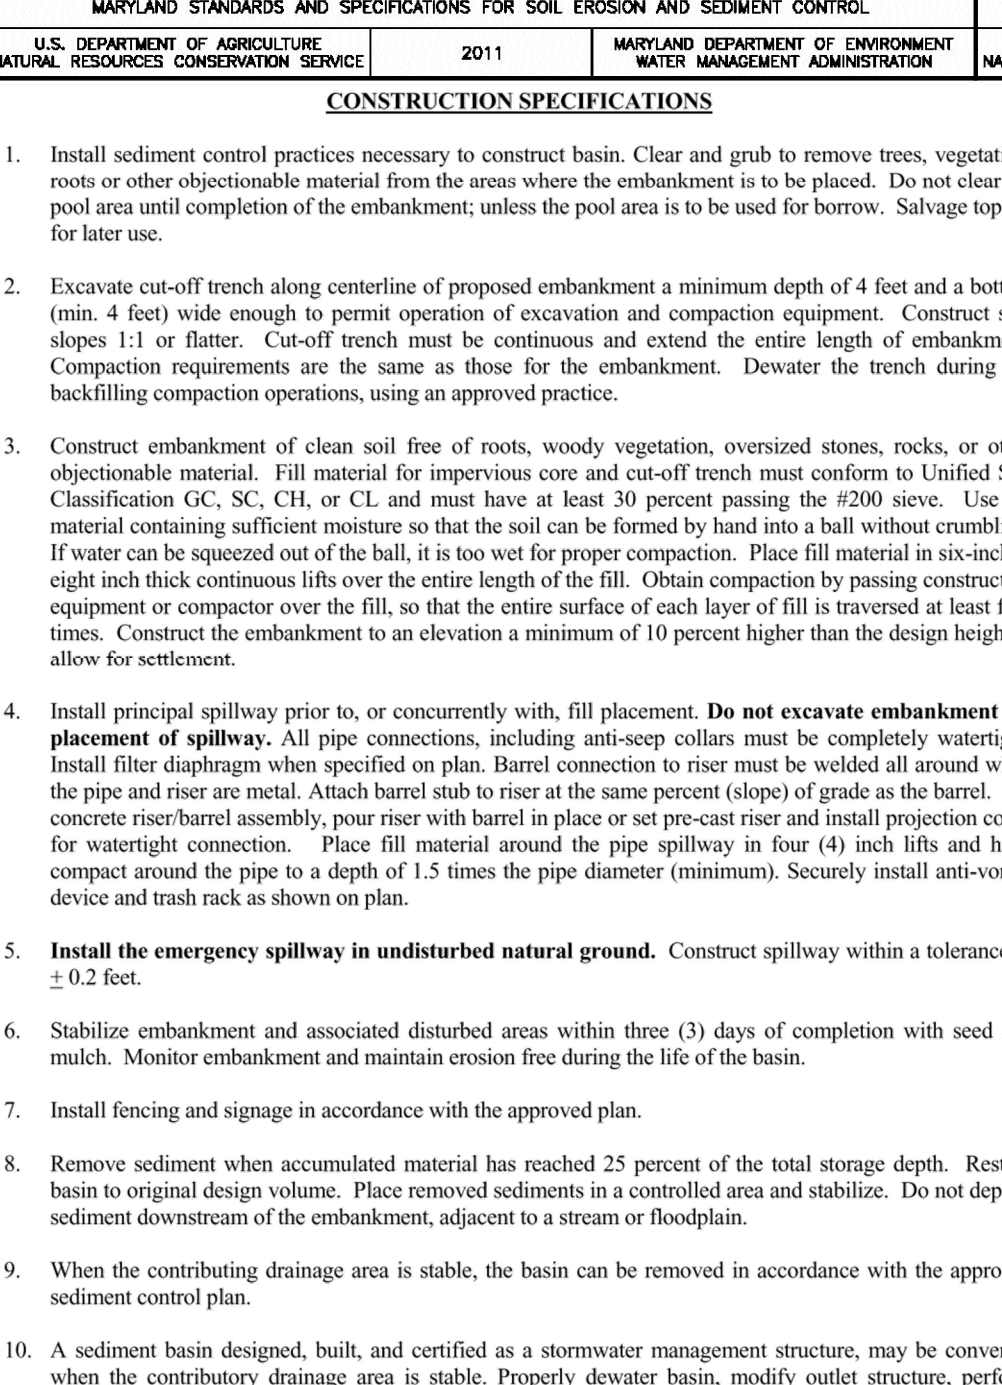 MARYLAND STANDARDS AND SPECIFICATIONS FOR SOIL EROSION AND SEDIMENT CONTROL
U.S. DEPARTMENT OF AGRICULTURE
NATURAL RESOURCES CONSERVATION SERVICE
2011
MARYLAND DEPARTMENT OF ENVIRONMENT
WATER MANAGEMENT ADMINISTRATION
NA
CONSTRUCTION SPECIFICATIONS
1. Install sediment control practices necessary to construct basin. Clear and grub to remove trees, vegetati
roots or other objectionable material from the areas where the embankment is to be placed. Do not clear
pool area until completion of the embankment; unless the pool area is to be used for borrow. Salvage top
for later use.
2. Excavate cut-off trench along centerline of proposed embankment a minimum depth of 4 feet and a bott
(min. 4 feet) wide enough to permit operation of excavation and compaction equipment. Construct s
slopes 1:1 or flatter. Cut-off trench must be continuous and extend the entire length of embankm
Compaction requirements are the same as those for the embankment. Dewater the trench during
backfilling compaction operations, using an approved practice.
3. Construct embankment of clean soil free of roots, woody vegetation, oversized stones, rocks, or ot
objectionable material. Fill material for impervious core and cut-off trench must conform to Unified S
Classification GC, SC, CH, or CL and must have at least 30 percent passing the #200 sieve. Use
material containing sufficient moisture so that the soil can be formed by hand into a ball without crumbli
If water can be squeezed out of the ball, it is too wet for proper compaction. Place fill material in six-incl
eight inch thick continuous lifts over the entire length of the fill. Obtain compaction by passing construct
equipment or compactor over the fill, so that the entire surface of each layer of fill is traversed at least f
times. Construct the embankment to an elevation a minimum of 10 percent higher than the design heigh
allow for settlement.
4. Install principal spillway prior to, or concurrently with, fill placement. Do not excavate embankment
placement of spillway. All pipe connections, including anti-seep collars must be completely watertig
Install filter diaphragm when specified on plan. Barrel connection to riser must be welded all around w
the pipe and riser are metal. Attach barrel stub to riser at the same percent (slope) of grade as the barrel.
concrete riser/barrel assembly, pour riser with barrel in place or set pre-cast riser and install projection co
for watertight connection. Place fill material around the pipe spillway in four (4) inch lifts and h
compact around the pipe to a depth of 1.5 times the pipe diameter (minimum). Securely install anti-vor
device and trash rack as shown on plan.
5. Install the emergency spillway in undisturbed natural ground. Construct spillway within a tolerance
± 0.2 feet.
6. Stabilize embankment and associated disturbed areas within three (3) days of completion with seed
mulch. Monitor embankment and maintain erosion free during the life of the basin.
7. Install fencing and signage in accordance with the approved plan.
8. Remove sediment when accumulated material has reached 25 percent of the total storage depth. Rest
basin to original design volume. Place removed sediments in a controlled area and stabilize. Do not dep
sediment downstream of the embankment, adjacent to a stream or floodplain.
9. When the contributing drainage area is stable, the basin can be removed in accordance with the appro
sediment control plan.
10. A sediment basin designed, built, and certified as a stormwater management structure, may be conver
when the contributory drainage area is stable. Properly dewater basin, modify outlet structure, perf